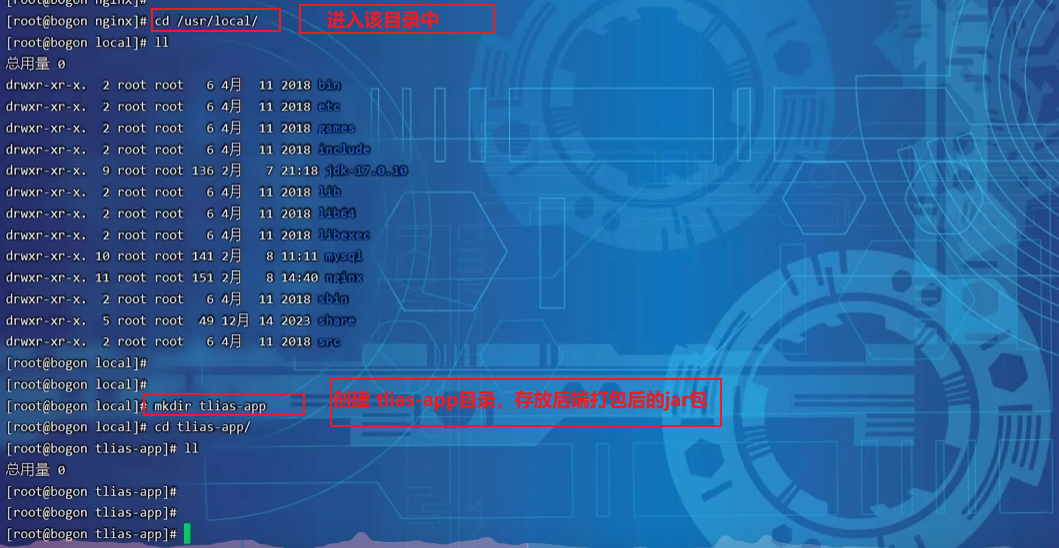 [root@bogon nginx]#
[root@bogon nginx]# cd /usr/local/ 进入该目录中
[root@bogon local]# ll
总用量 0
drwxr-xr-x.  2 root root   6 4月  11 2018 bin
drwxr-xr-x.  2 root root   6 4月  11 2018 etc
drwxr-xr-x.  2 root root   6 4月  11 2018 games
drwxr-xr-x.  2 root root   6 4月  11 2018 include
drwxr-xr-x.  9 root root 136 2月   7 21:18 jdk-17.0.10
drwxr-xr-x.  2 root root   6 4月  11 2018 lib
drwxr-xr-x.  2 root root   6 4月  11 2018 lib64
drwxr-xr-x.  2 root root   6 4月  11 2018 libexec
drwxr-xr-x. 10 root root 141 2月   8 11:11 mysql
drwxr-xr-x. 11 root root 151 2月   8 14:40 nginx
drwxr-xr-x.  2 root root   6 4月  11 2018 sbin
drwxr-xr-x.  5 root root  49 12月 14 2023 share
drwxr-xr-x.  2 root root   6 4月  11 2018 src
[root@bogon local]#
[root@bogon local]#
[root@bogon local]# mkdir tlias-app 创建 tlias-app目录，存放后端打包后的jar包
[root@bogon local]# cd tlias-app/
[root@bogon tlias-app]# ll
总用量 0
[root@bogon tlias-app]#
[root@bogon tlias-app]#
[root@bogon tlias-app]#